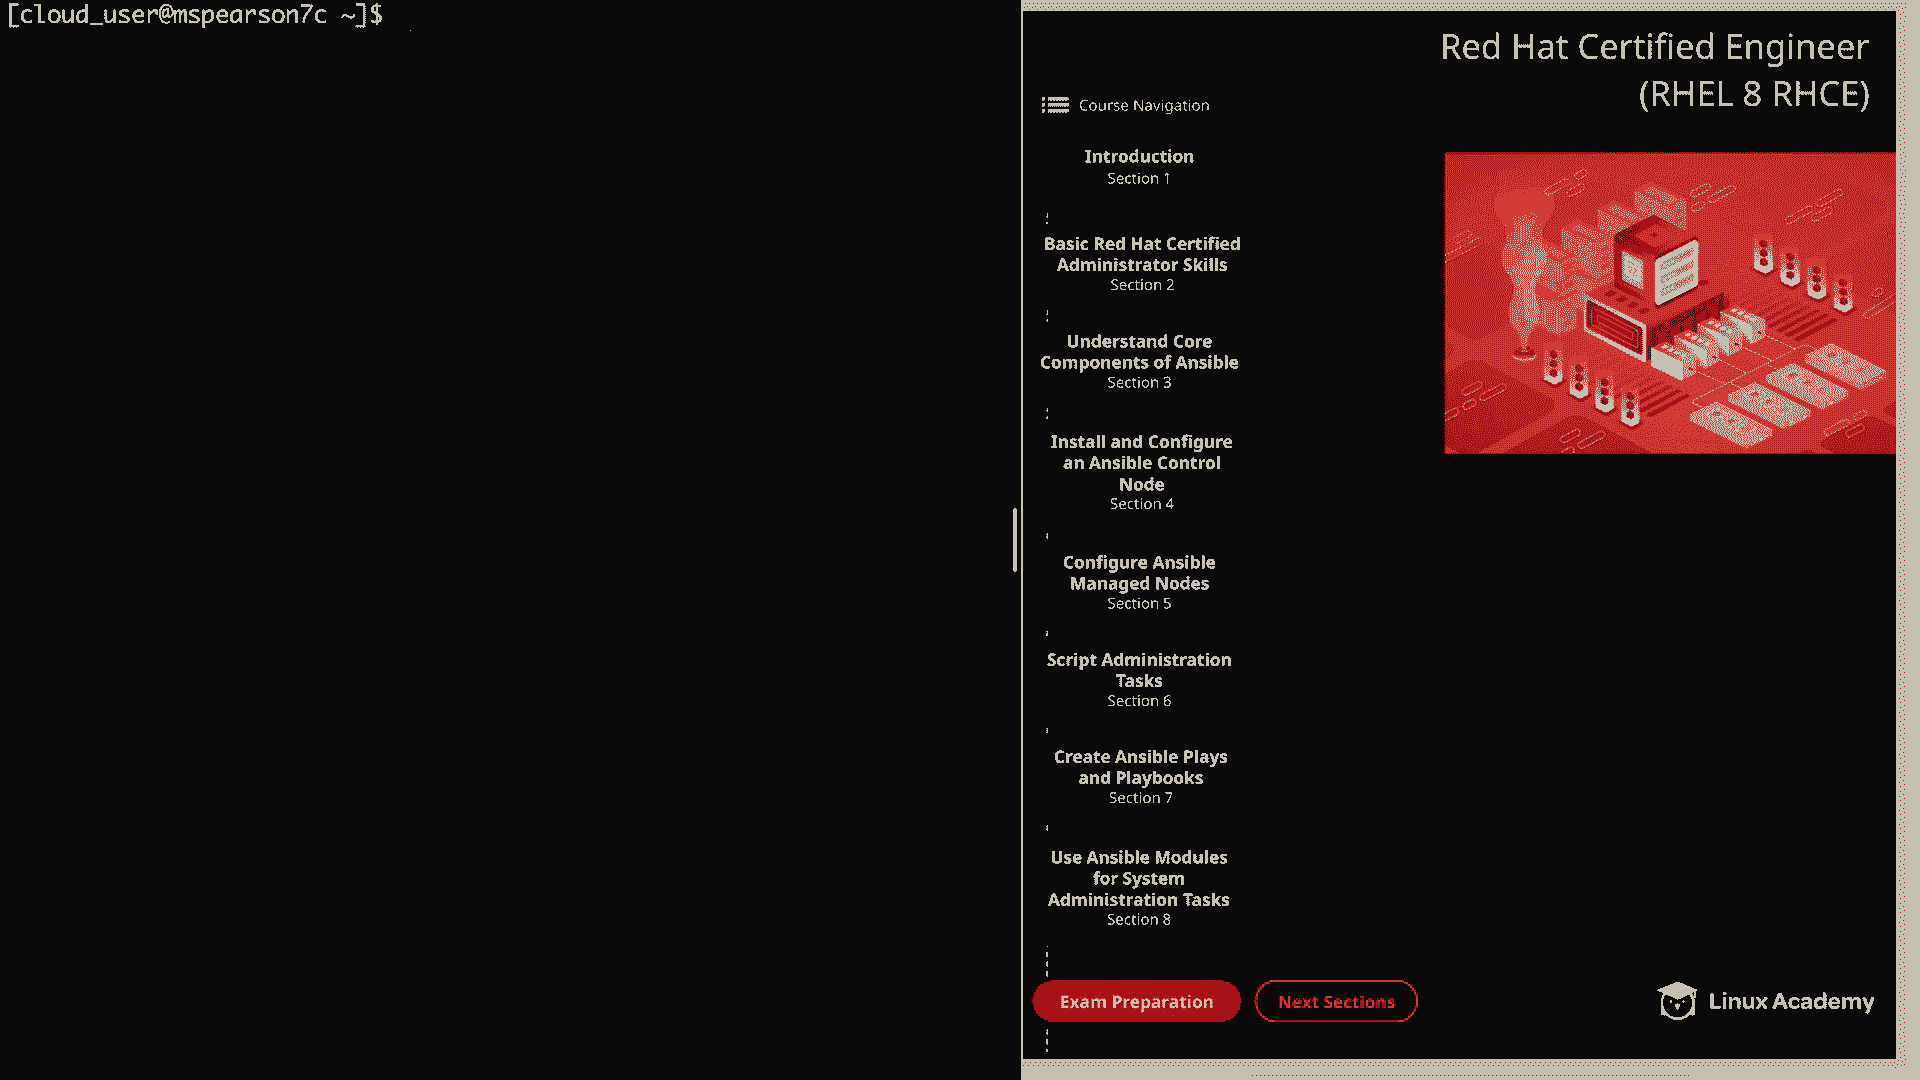 [cloud_user@mspearson7c ~]$
Red Hat Certified Engineer
(RHEL 8 RHCE)
Course Navigation
Introduction
Section 1
Basic Red Hat Certified
Administrator Skills
Section 2
Understand Core
Components of Ansible
Section 3
Install and Configure
an Ansible Control
Node
Section 4
Configure Ansible
Managed Nodes
Section 5
Script Administration
Tasks
Section 6
Create Ansible Plays
and Playbooks
Section 7
Use Ansible Modules
for System
Administration Tasks
Section 8
Exam Preparation
Next Sections
Linux Academy